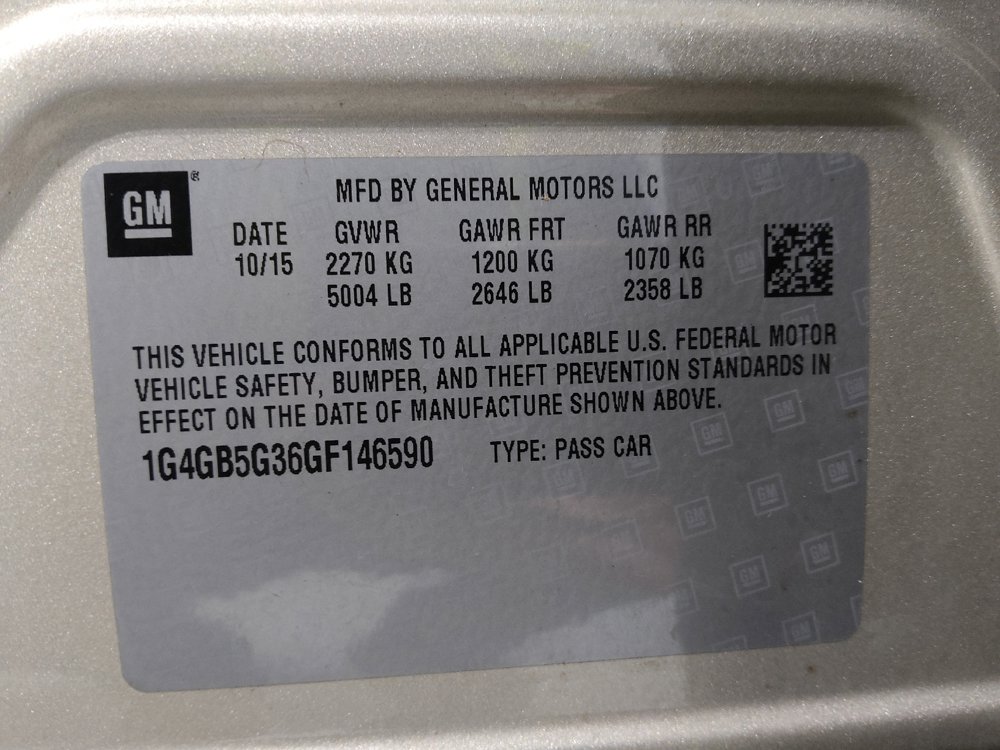 GM®
MFD BY GENERAL MOTORS LLC
DATE GVWR GAWR FRT GAWR RR
10/15 2270 KG 1200 KG 1070 KG
5004 LB 2646 LB 2358 LB
THIS VEHICLE CONFORMS TO ALL APPLICABLE U.S. FEDERAL MOTOR
VEHICLE SAFETY, BUMPER, AND THEFT PREVENTION STANDARDS IN
EFFECT ON THE DATE OF MANUFACTURE SHOWN ABOVE.
1G4GB5G36GF146590 TYPE: PASS CAR